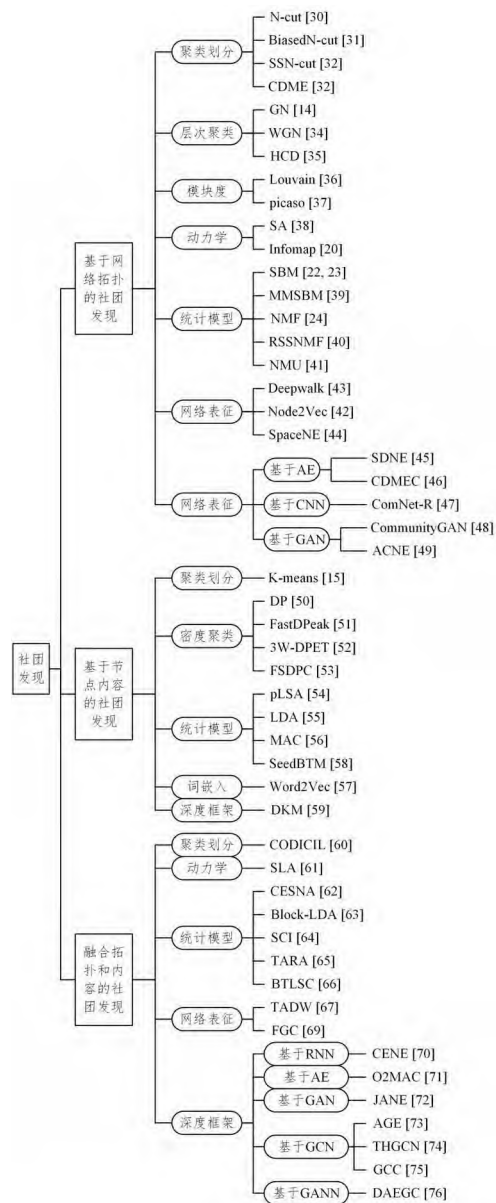 社团
发现
基于网
络拓扑
的社团
发现
聚类划分
N-cut [30]
BiasedN-cut [31]
SSN-cut [32]
CDME [32]
层次聚类
GN [14]
WGN [34]
HCD [35]
模块度
Louvain [36]
picaso [37]
动力学
SA [38]
Infomap [20]
统计模型
SBM [22, 23]
MMSBM [39]
NMF [24]
RSSNMF [40]
NMU [41]
网络表征
Deepwalk [43]
Node2Vec [42]
SpaceNE [44]
网络表征
基于AE
SDNE [45]
CDMEC [46]
基于CNN
ComNet-R [47]
基于GAN
CommunityGAN [48]
ACNE [49]
基于节
点内容
的社团
发现
聚类划分
K-means [15]
密度聚类
DP [50]
FastDPeak [51]
3W-DPET [52]
FSDPC [53]
统计模型
pLSA [54]
LDA [55]
MAC [56]
SeedBTM [58]
词嵌入
Word2Vec [57]
深度框架
DKM [59]
融合拓
扑和内
容的社
团发现
聚类划分
CODICIL [60]
动力学
SLA [61]
统计模型
CESNA [62]
Block-LDA [63]
SCI [64]
TARA [65]
BTLSC [66]
网络表征
TADW [67]
FGC [69]
深度框架
基于RNN
CENE [70]
基于AE
O2MAC [71]
基于GAN
JANE [72]
基于GCN
AGE [73]
THGCN [74]
GCC [75]
基于GANN
DAEGC [76]